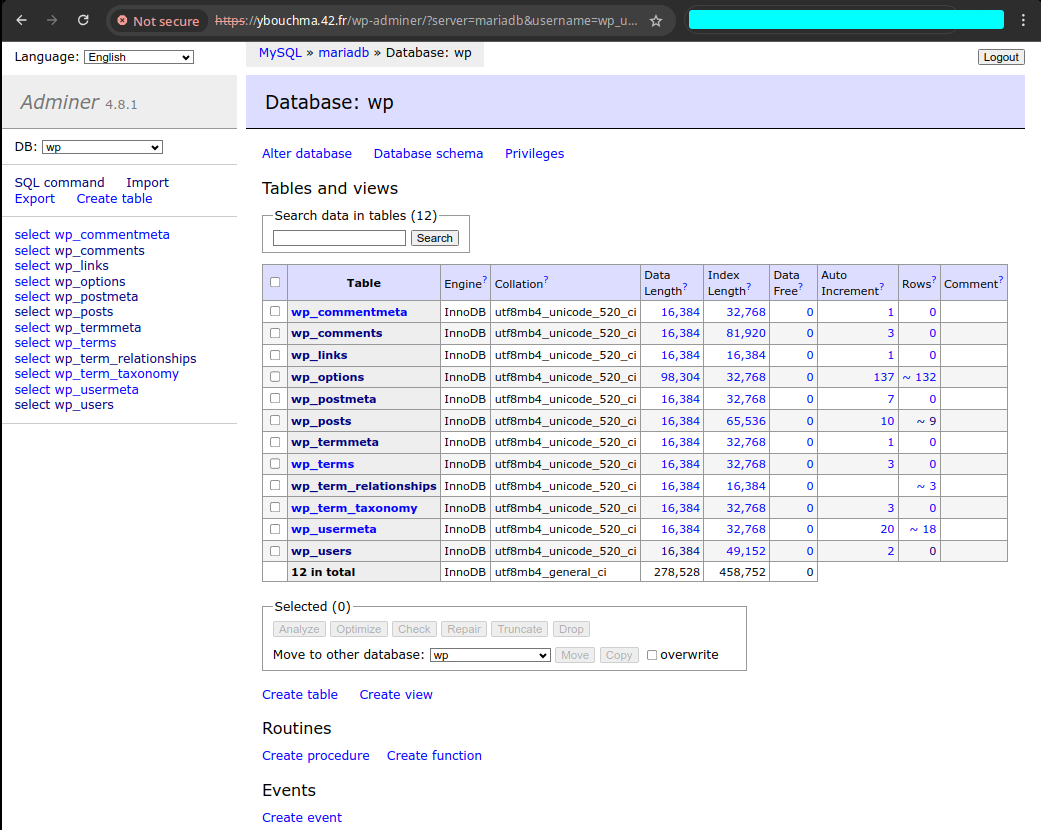 Not secure https://ybouchma.42.fr/wp-adminer/?server=mariadb&username=wp_u...
Language: English
MySQL » mariadb » Database: wp
Logout
Adminer 4.8.1
Database: wp
DB: wp
Alter database Database schema Privileges
SQL command Import
Export Create table
Tables and views
Search data in tables (12)
Search
select wp_commentmeta
select wp_comments
select wp_links
select wp_options
select wp_postmeta
select wp_posts
select wp_termmeta
select wp_terms
select wp_term_relationships
select wp_term_taxonomy
select wp_usermeta
select wp_users
Table Engine? Collation? Data Length? Index Length? Data Free? Auto Increment? Rows? Comment?
wp_commentmeta InnoDB utf8mb4_unicode_520_ci 16,384 32,768 0 1 0
wp_comments InnoDB utf8mb4_unicode_520_ci 16,384 81,920 0 3 0
wp_links InnoDB utf8mb4_unicode_520_ci 16,384 16,384 0 1 0
wp_options InnoDB utf8mb4_unicode_520_ci 98,304 32,768 0 137 ~ 132
wp_postmeta InnoDB utf8mb4_unicode_520_ci 16,384 32,768 0 7 0
wp_posts InnoDB utf8mb4_unicode_520_ci 16,384 65,536 0 10 ~ 9
wp_termmeta InnoDB utf8mb4_unicode_520_ci 16,384 32,768 0 1 0
wp_terms InnoDB utf8mb4_unicode_520_ci 16,384 32,768 0 3 0
wp_term_relationships InnoDB utf8mb4_unicode_520_ci 16,384 16,384 0 ~ 3
wp_term_taxonomy InnoDB utf8mb4_unicode_520_ci 16,384 32,768 0 3 0
wp_usermeta InnoDB utf8mb4_unicode_520_ci 16,384 32,768 0 20 ~ 18
wp_users InnoDB utf8mb4_unicode_520_ci 16,384 49,152 0 2 0
12 in total InnoDB utf8mb4_general_ci 278,528 458,752 0
Selected (0)
Analyze Optimize Check Repair Truncate Drop
Move to other database: wp Move Copy overwrite
Create table Create view
Routines
Create procedure Create function
Events
Create event